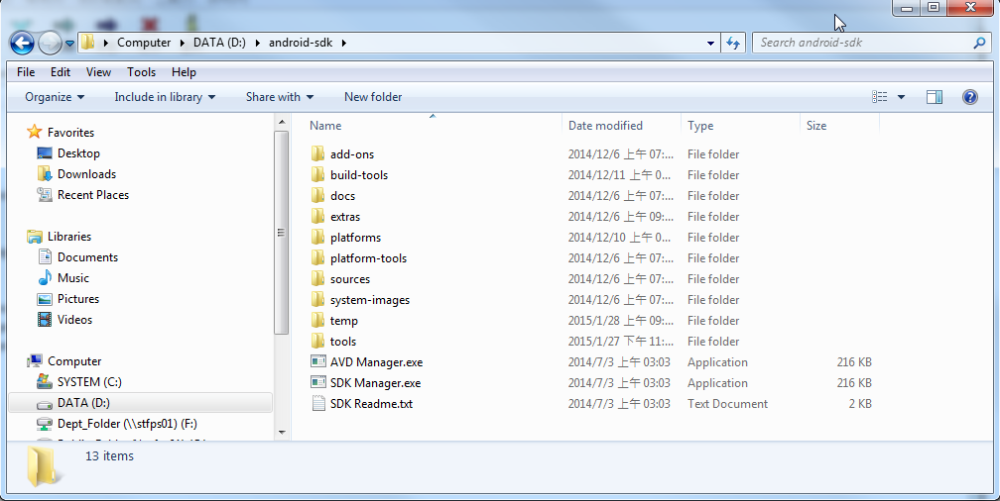 Computer DATA (D:) android-sdk Search android-sdk
File Edit View Tools Help
Organize Include in library Share with New folder
Favorites
Desktop
Downloads
Recent Places
Libraries
Documents
Music
Pictures
Videos
Computer
SYSTEM (C:)
DATA (D:)
Dept_Folder (\\stfps01) (F:)
Name Date modified Type Size
add-ons 2014/12/6 上午 07:... File folder
build-tools 2014/12/11 上午 0... File folder
docs 2014/12/6 上午 07:... File folder
extras 2014/12/6 上午 09:... File folder
platforms 2014/12/10 上午 0... File folder
platform-tools 2014/12/6 上午 07:... File folder
sources 2014/12/6 上午 07:... File folder
system-images 2014/12/6 上午 07:... File folder
temp 2015/1/28 上午 09:... File folder
tools 2015/1/27 下午 11:... File folder
AVD Manager.exe 2014/7/3 上午 03:03 Application 216 KB
SDK Manager.exe 2014/7/3 上午 03:03 Application 216 KB
SDK Readme.txt 2014/7/3 上午 03:03 Text Document 2 KB
13 items